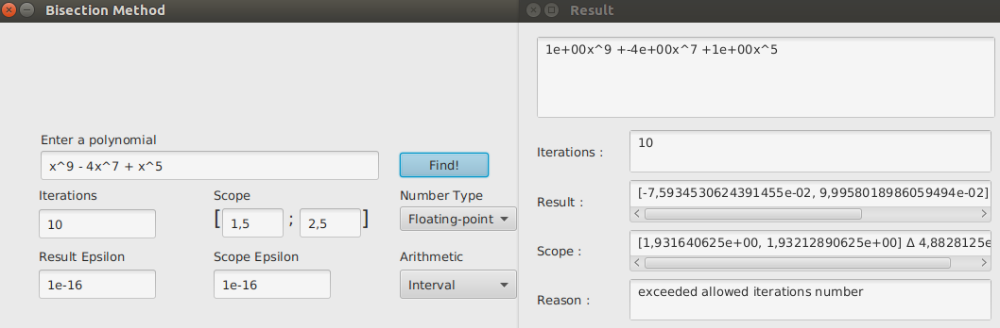 Bisection Method
Enter a polynomial
x^9 - 4x^7 + x^5
Find!
Iterations
Scope
Number Type
10
[ 1,5 ; 2,5 ]
Floating-point
Result Epsilon
Scope Epsilon
Arithmetic
1e-16
1e-16
Interval
Result
1e+00x^9 +-4e+00x^7 +1e+00x^5
Iterations :
10
Result :
[-7,5934530624391455e-02, 9,9958018986059494e-02]
Scope :
[1,931640625e+00, 1,93212890625e+00] Δ 4,8828125e
Reason :
exceeded allowed iterations number